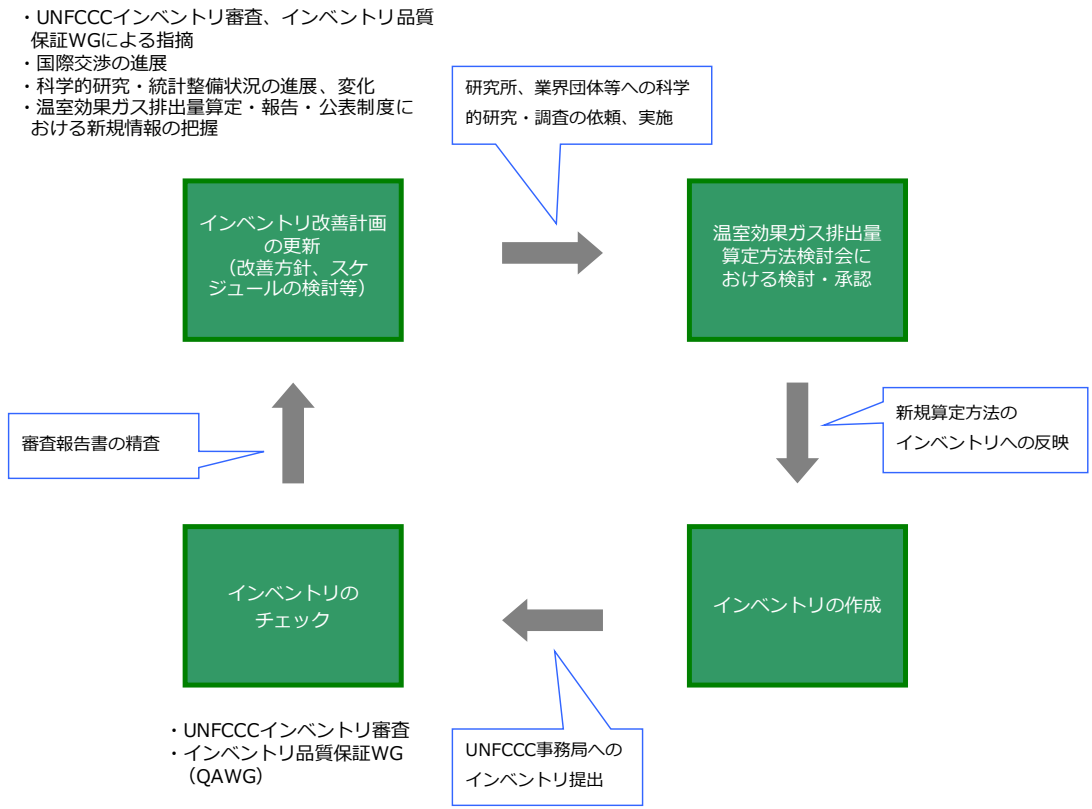 ・UNFCCCインベントリ審査、インベントリ品質
保証WGによる指摘
・国際交渉の進展
・科学的研究・統計整備状況の進展、変化
・温室効果ガス排出量算定・報告・公表制度に
おける新規情報の把握
研究所、業界団体等への科学
的研究・調査の依頼、実施
インベントリ改善計画
の更新
（改善方針、スケ
ジュールの検討等）
温室効果ガス排出量
算定方法検討会に
おける検討・承認
審査報告書の精査
新規算定方法の
インベントリへの反映
インベントリの
チェック
インベントリの作成
・UNFCCCインベントリ審査
・インベントリ品質保証WG
（QAWG）
UNFCCC事務局への
インベントリ提出